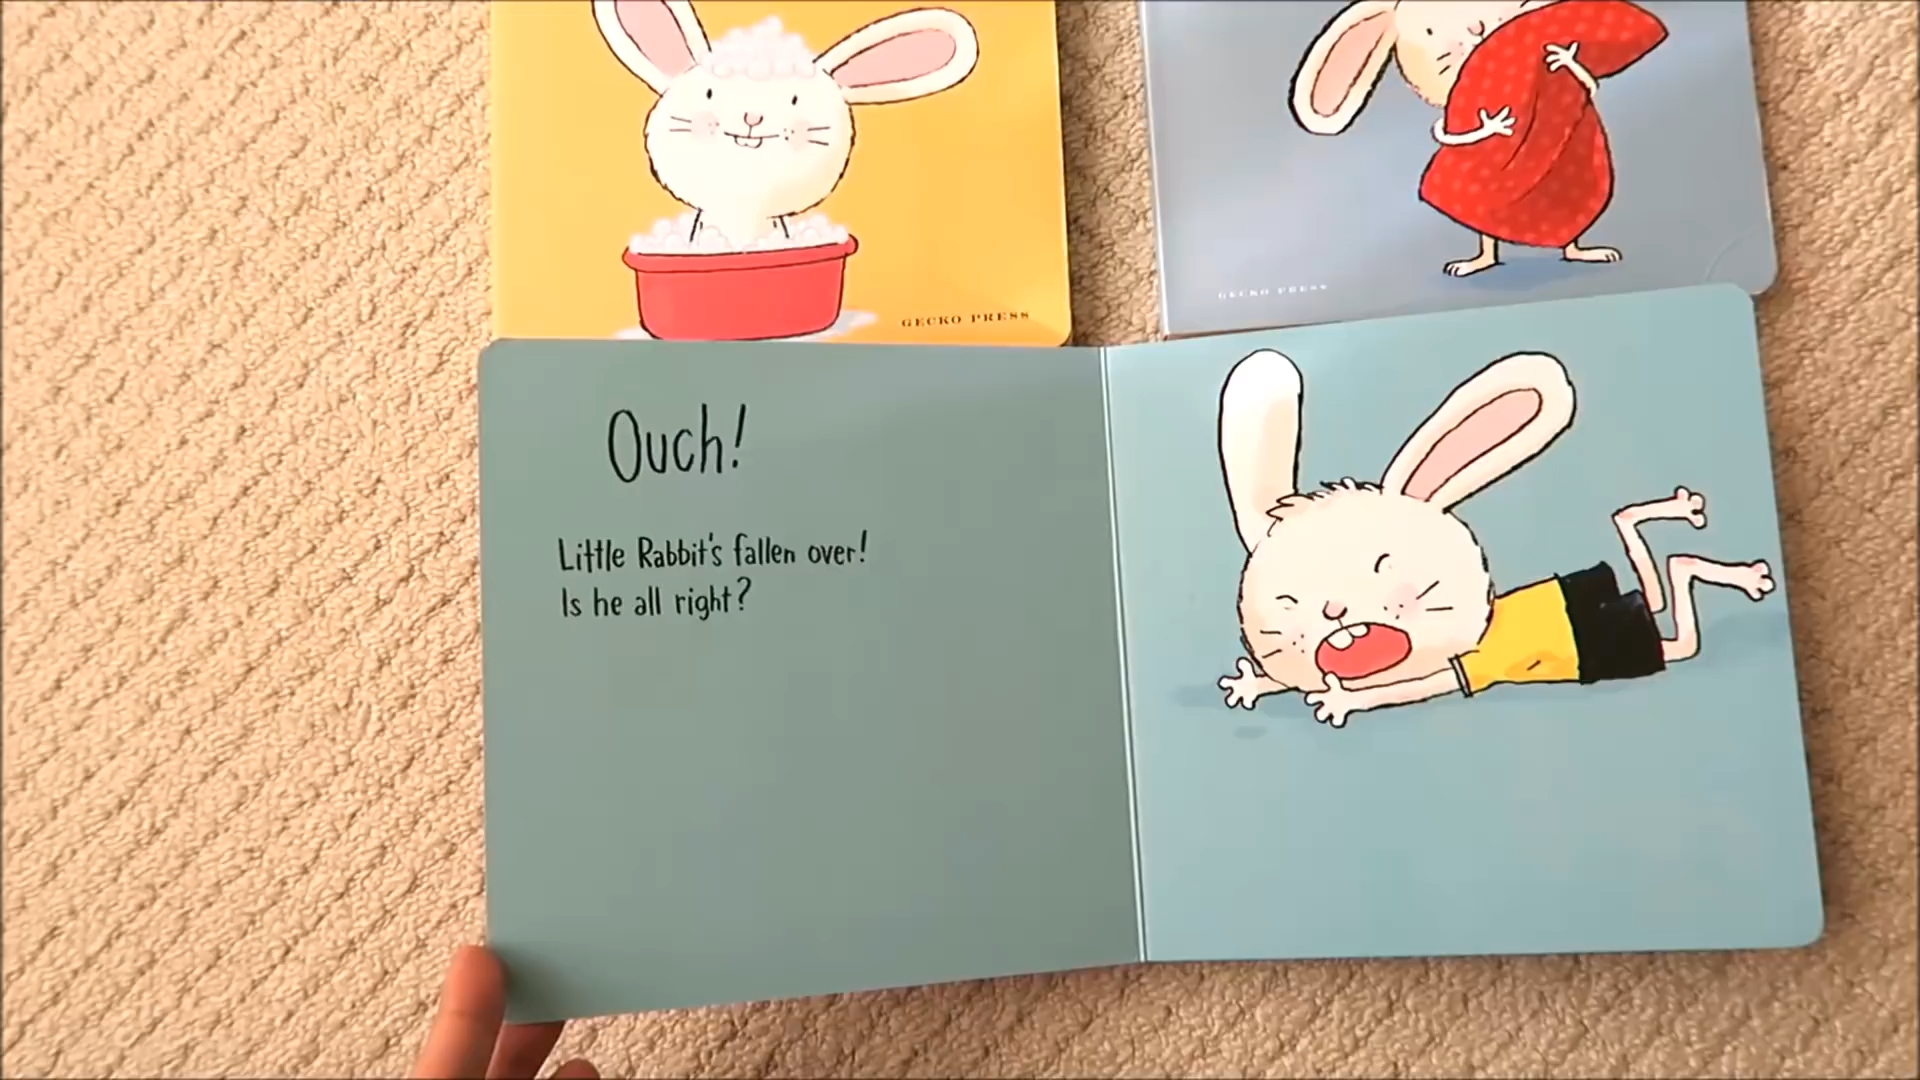 GECKO PRESS
GECKO PRESS
Ouch!
Little Rabbit's fallen over!
Is he all right?